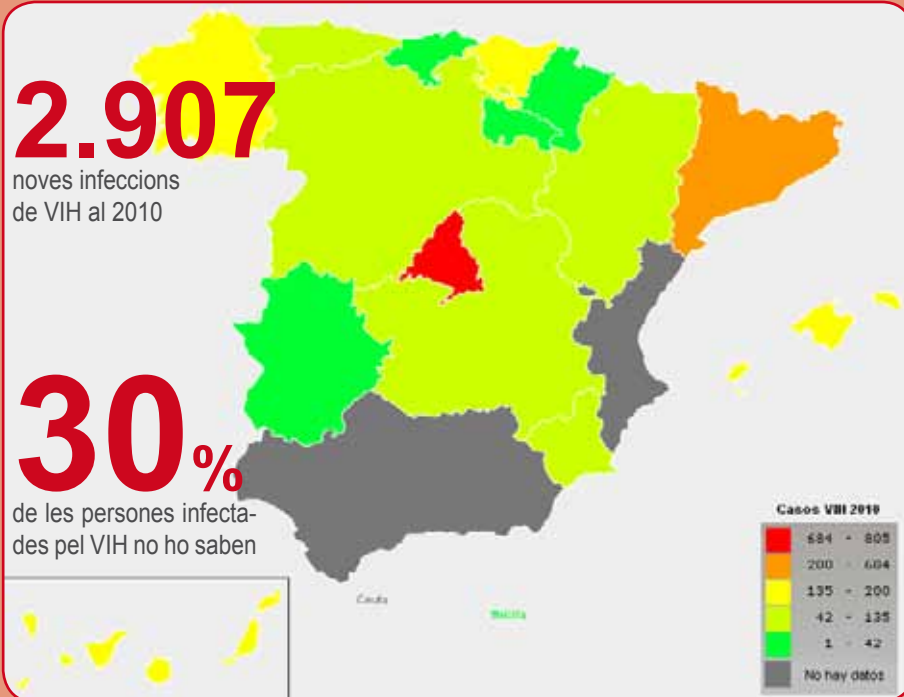 2.907
noves infeccions
de VIH al 2010
30%
de les persones infecta-
des pel VIH no ho saben
Ceuta
Melilla
Casos VIH 2010
684 - 805
200 - 684
135 - 200
42 - 135
1 - 42
No hay datos